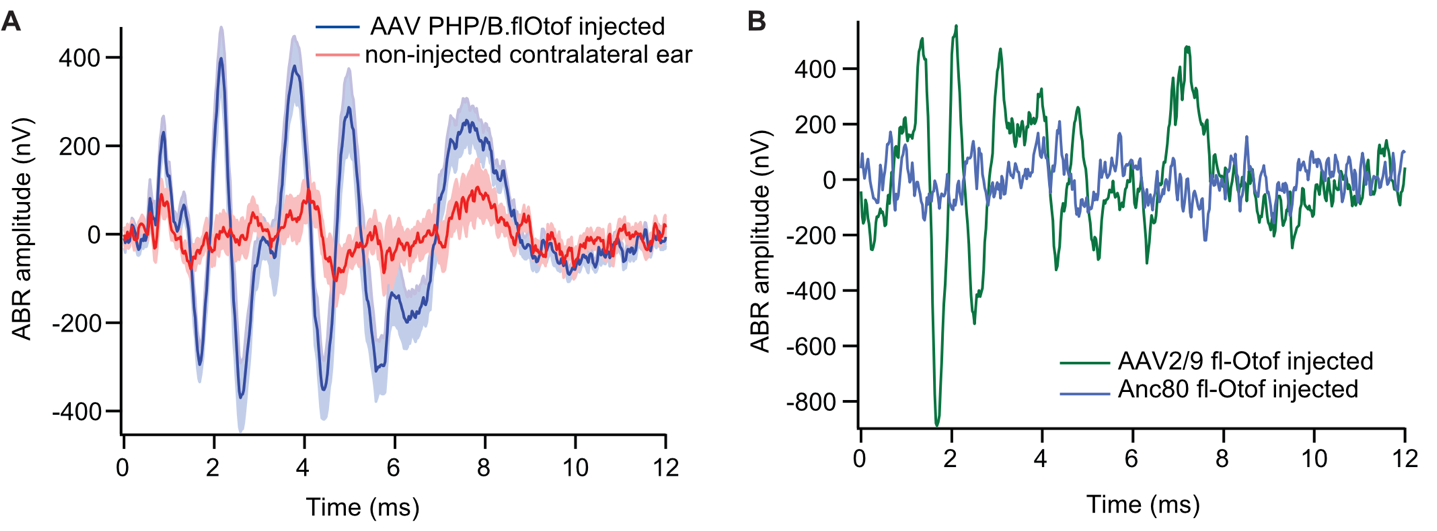 A
AAV PHP/B.flOtof injected
non-injected contralateral ear
400
200
0
-200
-400
ABR amplitude (nV)
0 2 4 6 8 10 12
Time (ms)
B
400
200
0
-200
-400
-600
-800
ABR amplitude (nV)
AAV2/9 fl-Otof injected
Anc80 fl-Otof injected
0 2 4 6 8 10 12
Time (ms)